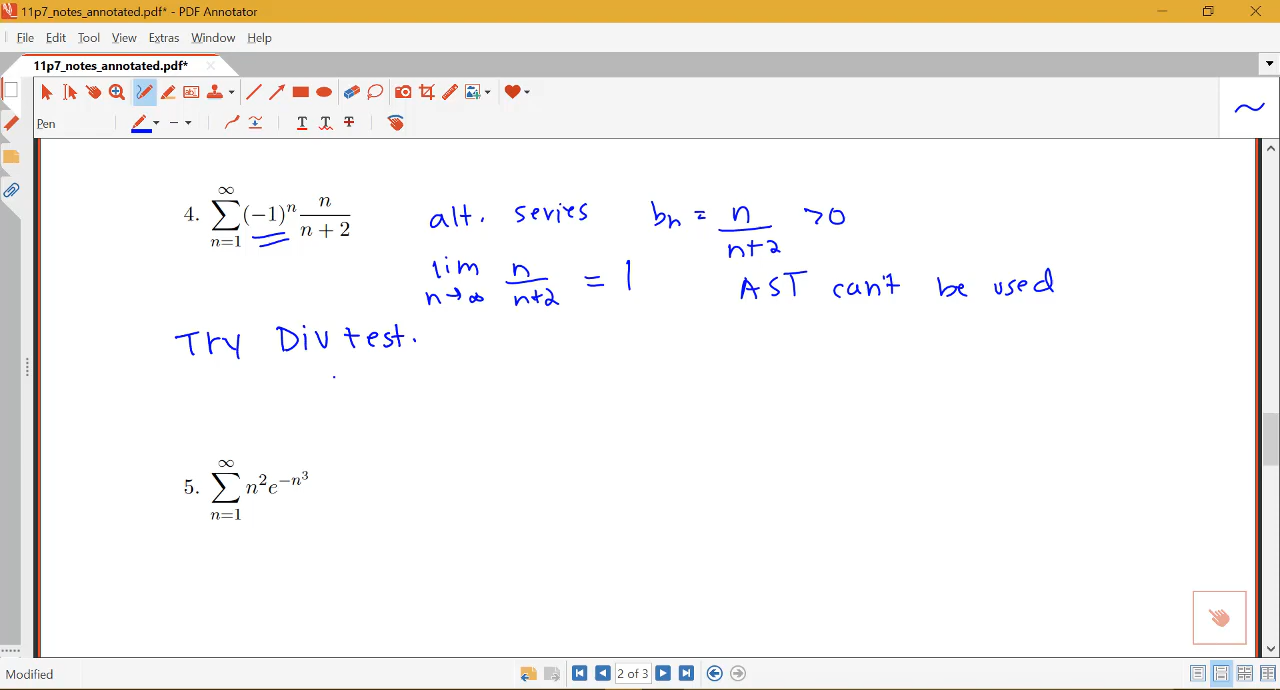 11p7_notes_annotated.pdf* - PDF Annotator
File Edit Tool View Extras Window Help
11p7_notes_annotated.pdf*
Pen
4. ∑_{n=1}^{∞} (−1)^n n/(n + 2) alt. series b_n = n/(n+2) >0
lim_{n→∞} n/(n+2) = 1 AST can't be used
Try Div test.
5. ∑_{n=1}^{∞} n^2 e^{−n^3}
Modified 2 of 3